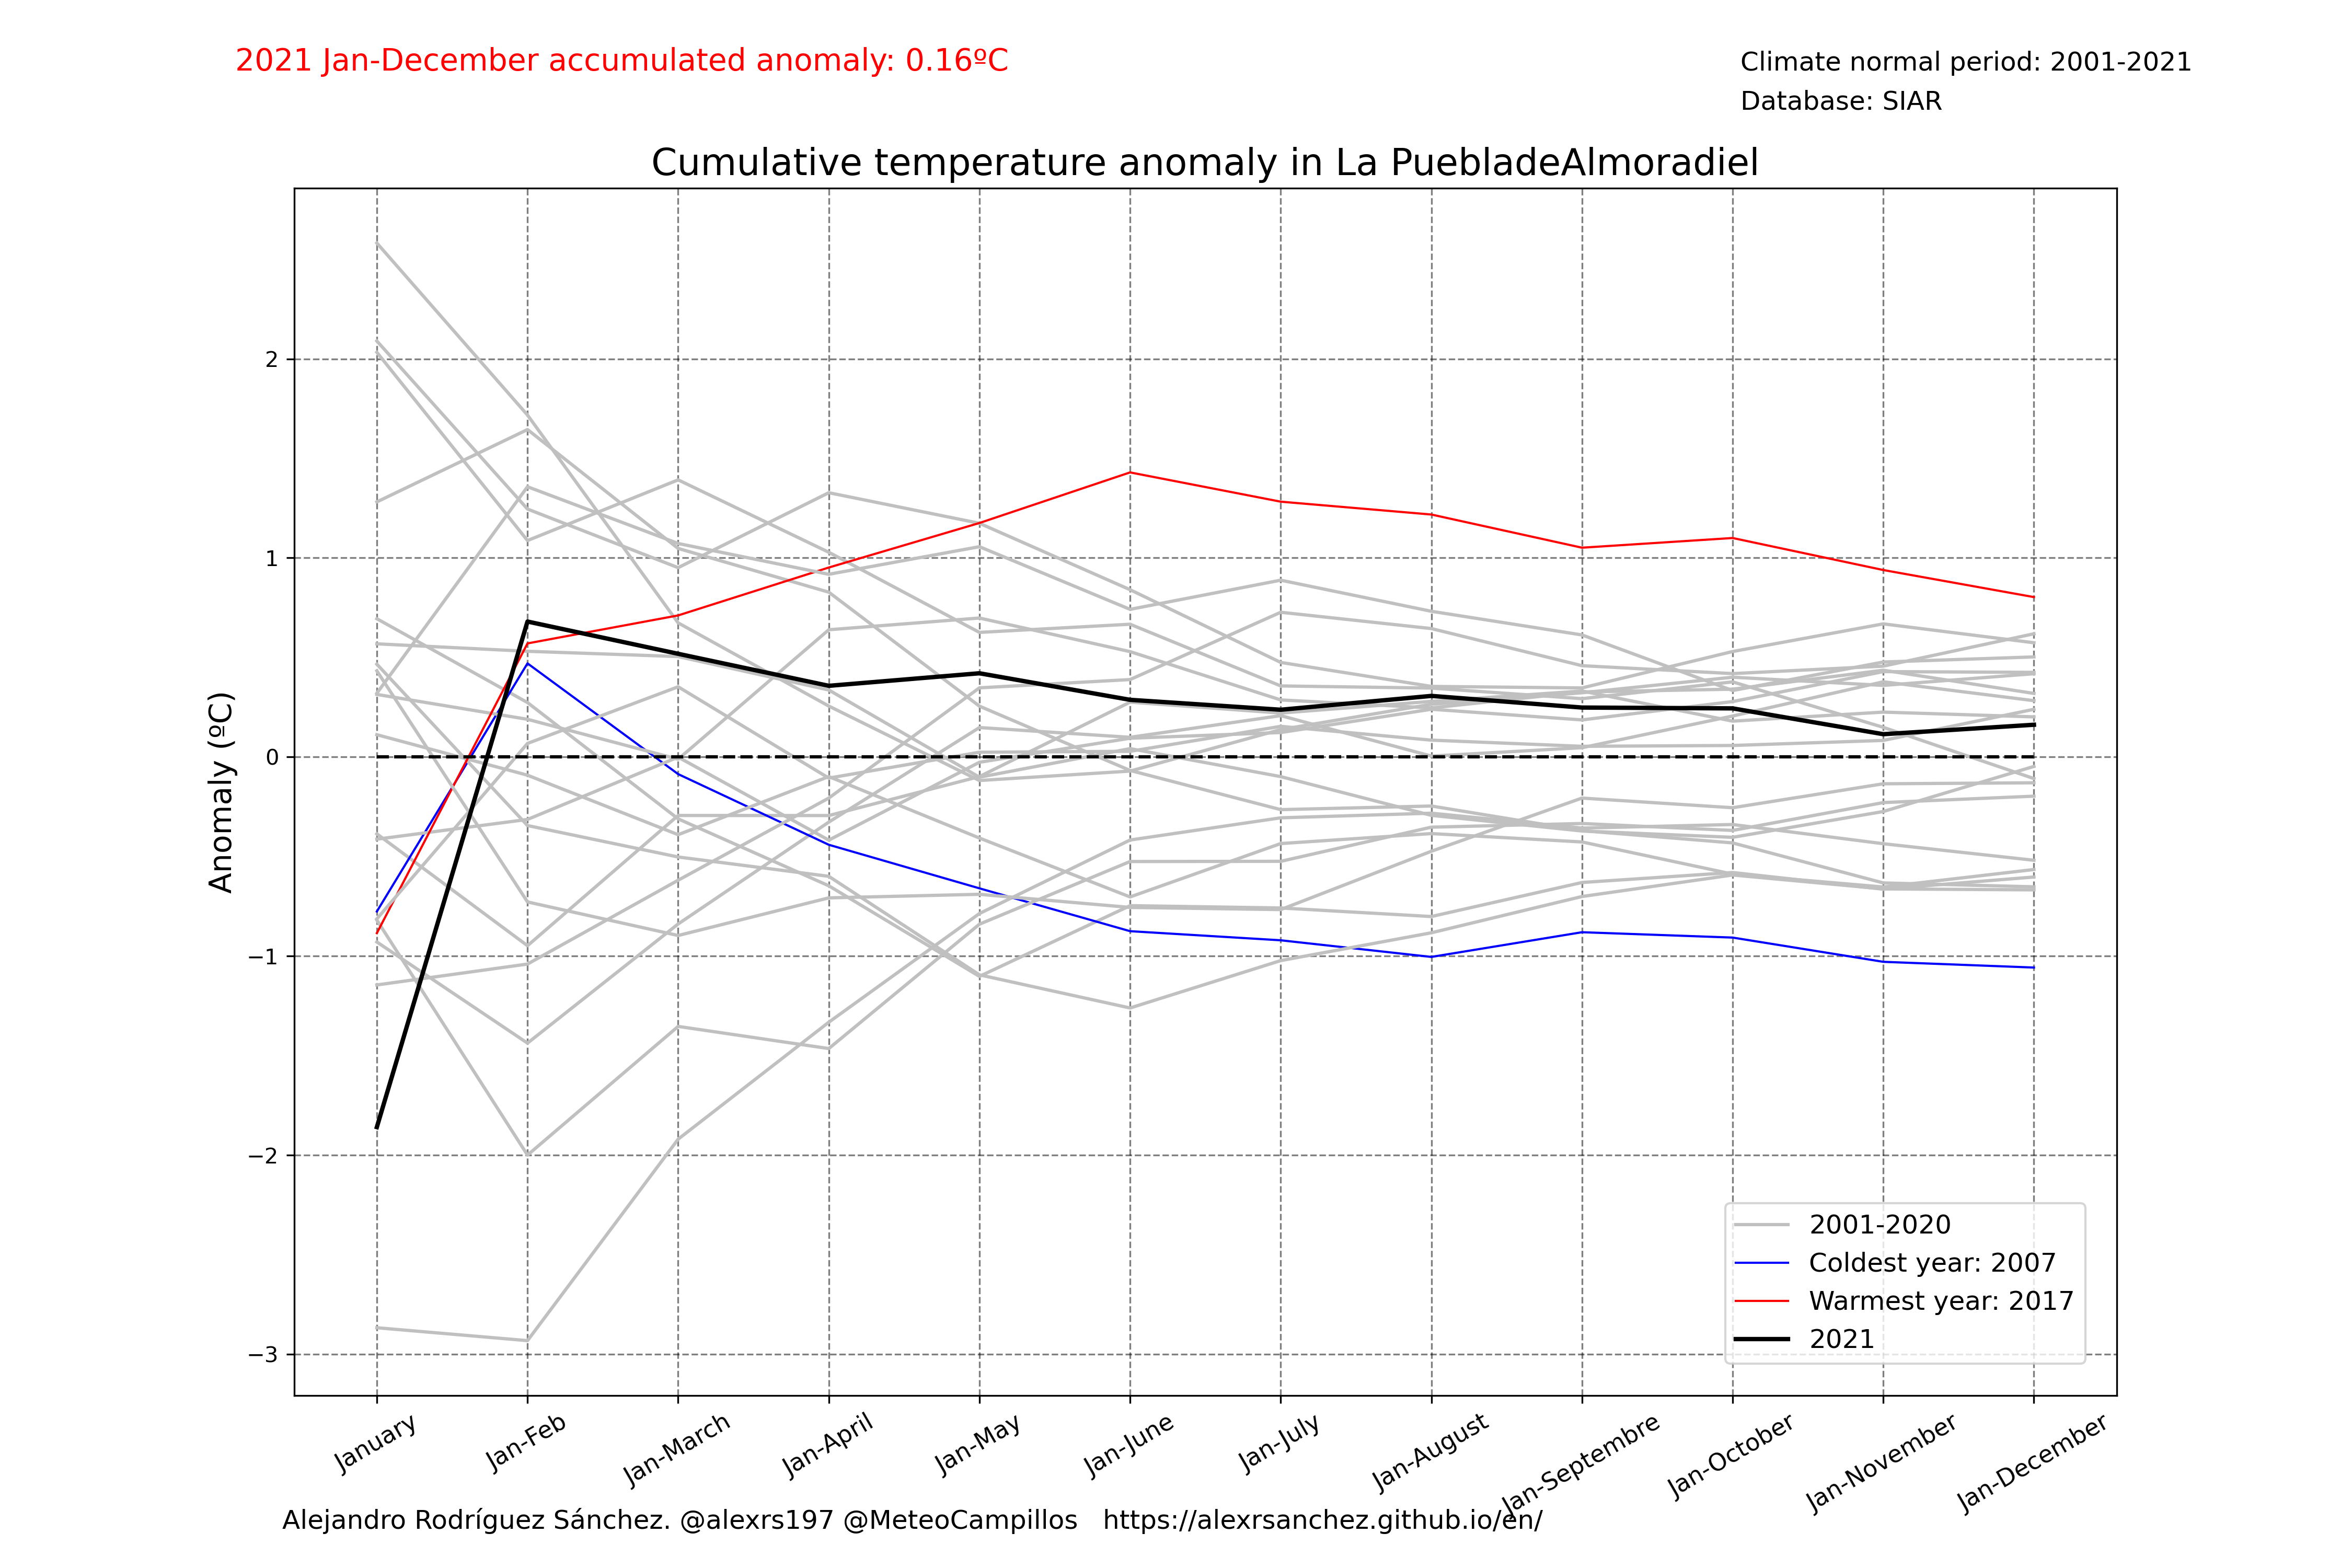 2021 Jan-December accumulated anomaly: 0.16ºC
Climate normal period: 2001-2021
Database: SIAR
Cumulative temperature anomaly in La PuebladeAlmoradiel
Anomaly (ºC)
2
1
0
−1
−2
−3
2001-2020
Coldest year: 2007
Warmest year: 2017
2021
January
Jan-Feb
Jan-March
Jan-April
Jan-May
Jan-June
Jan-July
Jan-August
Jan-Septembre
Jan-October
Jan-November
Jan-December
Alejandro Rodríguez Sánchez. @alexrs197 @MeteoCampillos   https://alexrsanchez.github.io/en/